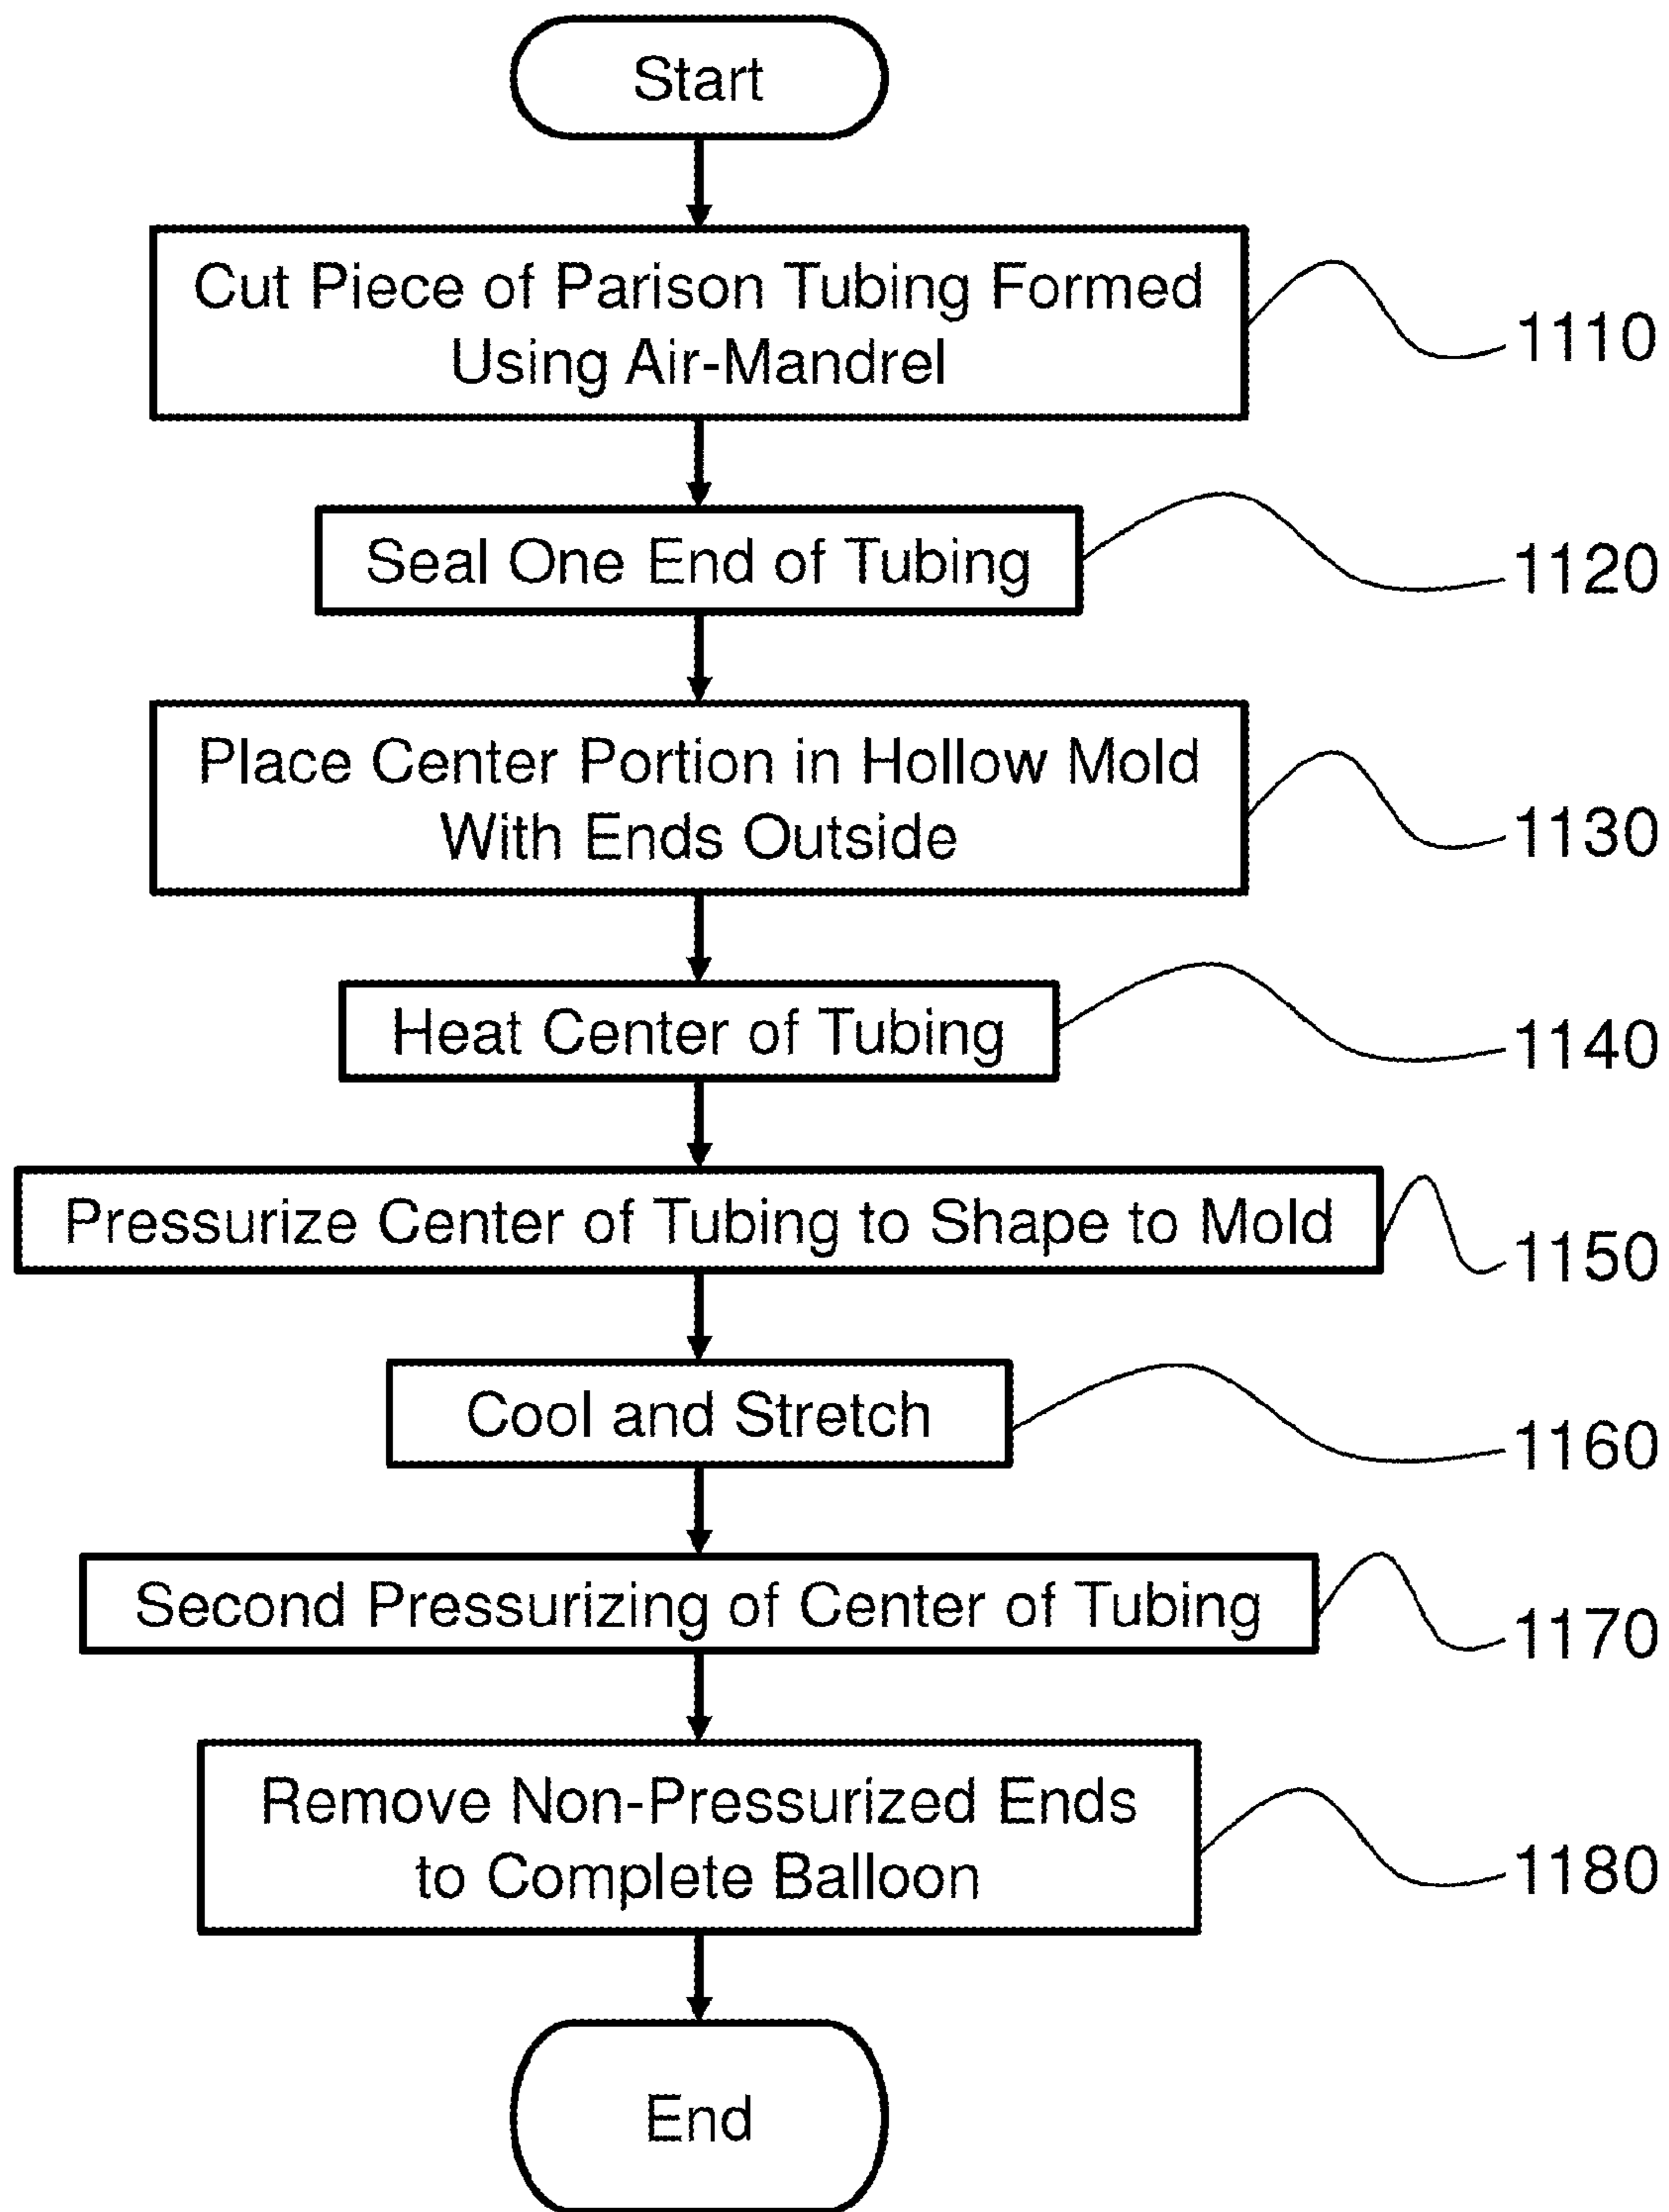 Start
Cut Piece of Parison Tubing Formed
Using Air-Mandrel
1110
Seal One End of Tubing
1120
Place Center Portion in Hollow Mold
With Ends Outside
1130
Heat Center of Tubing
1140
Pressurize Center of Tubing to Shape to Mold
1150
Cool and Stretch
1160
Second Pressurizing of Center of Tubing
1170
Remove Non-Pressurized Ends
to Complete Balloon
1180
End